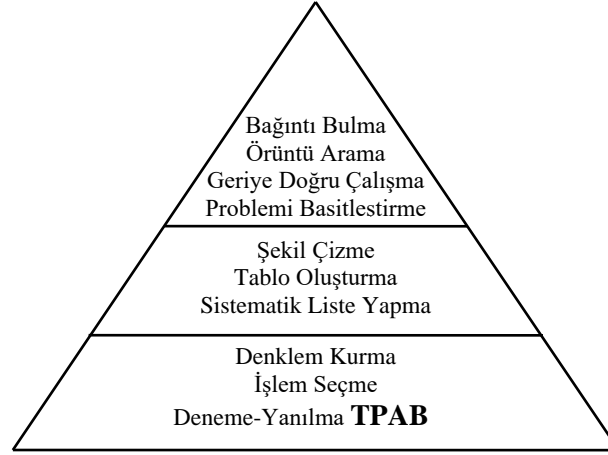 Bağıntı Bulma
Örüntü Arama
Geriye Doğru Çalışma
Problemi Basitleştirme
Şekil Çizme
Tablo Oluşturma
Sistematik Liste Yapma
Denklem Kurma
İşlem Seçme
Deneme-Yanılma TPAB